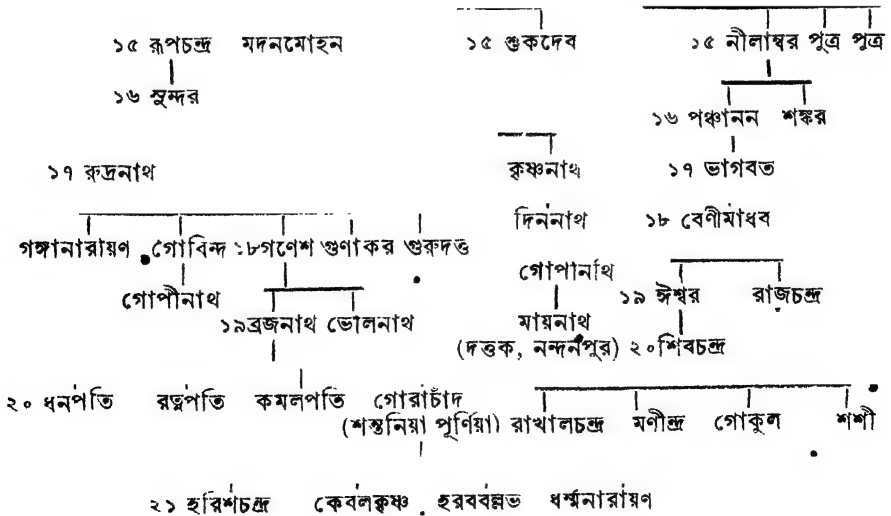 ১৫ রূপচন্দ্র মদনমোহন ১৫ শুকদেব ১৫ নীলাম্বর পুত্র পুত্র
১৬ সুন্দর
১৬ পঞ্চানন শঙ্কর
১৭ রুদ্রনাথ কৃষ্ণনাথ ১৭ ভাগবত
দিননাথ ১৮ বেণীমাধব
গঙ্গানারায়ণ গোবিন্দ ১৮গণেশ গুণাকর গুরুদত্ত
গোপীনাথ গোপীনাথ ১৯ ঈশ্বর রাজচন্দ্র
১৯ব্রজনাথ ভোলনাথ মায়নাথ
(দত্তক, নন্দনপুর) ২০শিবচন্দ্র
২০ ধনপতি রত্নপতি কমলপতি গোরাচাঁদ
(শস্তনিয়া পূর্ণিয়া) রাখালচন্দ্র মণীন্দ্র গোকুল শশী
২১ হরিশচন্দ্র কেবলকৃষ্ণ হরবল্লভ ধর্ম্মনারায়ণ